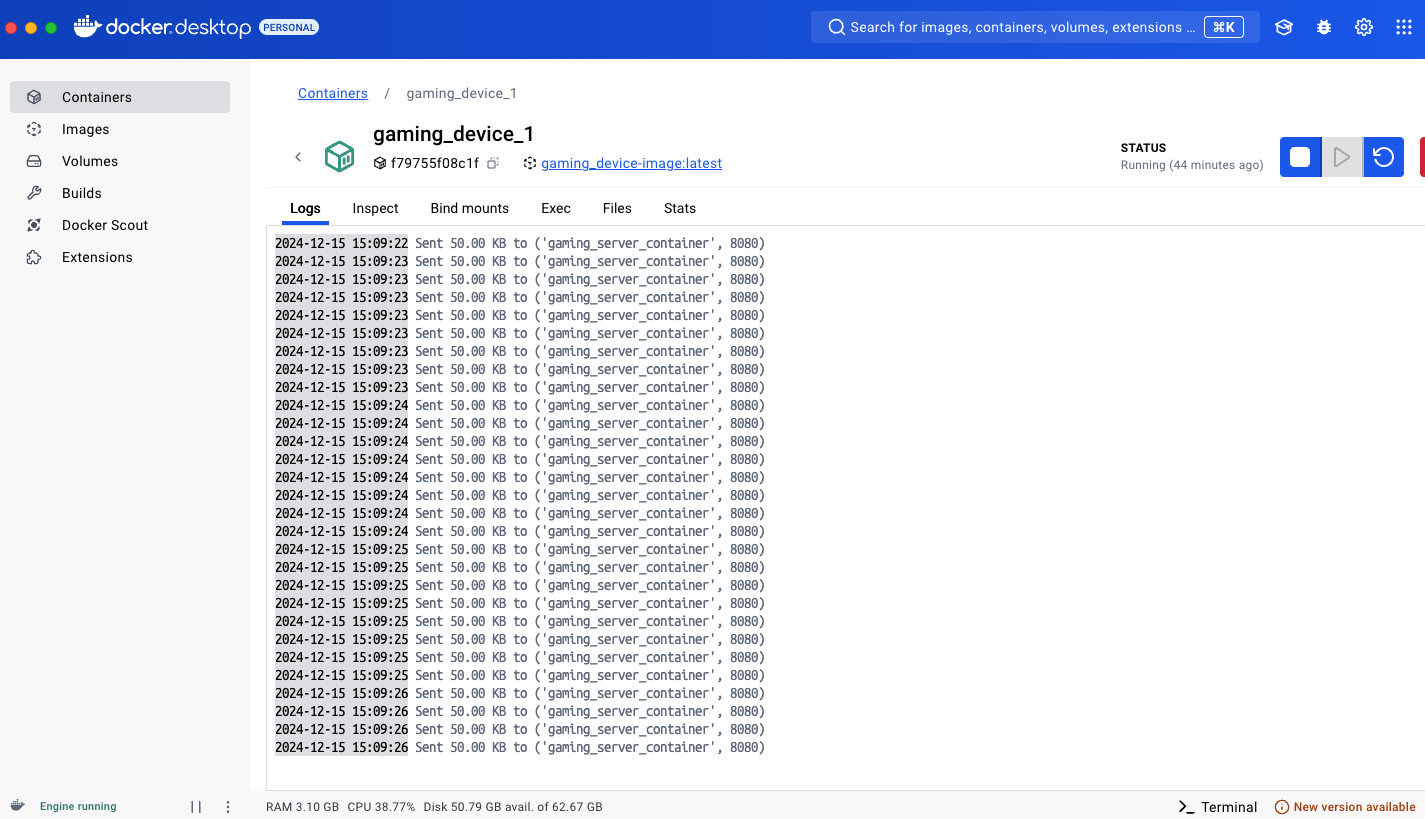 docker.desktop PERSONAL
Search for images, containers, volumes, extensions ... ⌘K
Containers
Images
Volumes
Builds
Docker Scout
Extensions
Containers / gaming_device_1
gaming_device_1
f79755f08c1f gaming_device-image:latest
STATUS
Running (44 minutes ago)
Logs Inspect Bind mounts Exec Files Stats
2024-12-15 15:09:22 Sent 50.00 KB to ('gaming_server_container', 8080)
2024-12-15 15:09:23 Sent 50.00 KB to ('gaming_server_container', 8080)
2024-12-15 15:09:23 Sent 50.00 KB to ('gaming_server_container', 8080)
2024-12-15 15:09:23 Sent 50.00 KB to ('gaming_server_container', 8080)
2024-12-15 15:09:23 Sent 50.00 KB to ('gaming_server_container', 8080)
2024-12-15 15:09:23 Sent 50.00 KB to ('gaming_server_container', 8080)
2024-12-15 15:09:23 Sent 50.00 KB to ('gaming_server_container', 8080)
2024-12-15 15:09:23 Sent 50.00 KB to ('gaming_server_container', 8080)
2024-12-15 15:09:23 Sent 50.00 KB to ('gaming_server_container', 8080)
2024-12-15 15:09:24 Sent 50.00 KB to ('gaming_server_container', 8080)
2024-12-15 15:09:24 Sent 50.00 KB to ('gaming_server_container', 8080)
2024-12-15 15:09:24 Sent 50.00 KB to ('gaming_server_container', 8080)
2024-12-15 15:09:24 Sent 50.00 KB to ('gaming_server_container', 8080)
2024-12-15 15:09:24 Sent 50.00 KB to ('gaming_server_container', 8080)
2024-12-15 15:09:24 Sent 50.00 KB to ('gaming_server_container', 8080)
2024-12-15 15:09:24 Sent 50.00 KB to ('gaming_server_container', 8080)
2024-12-15 15:09:24 Sent 50.00 KB to ('gaming_server_container', 8080)
2024-12-15 15:09:25 Sent 50.00 KB to ('gaming_server_container', 8080)
2024-12-15 15:09:25 Sent 50.00 KB to ('gaming_server_container', 8080)
2024-12-15 15:09:25 Sent 50.00 KB to ('gaming_server_container', 8080)
2024-12-15 15:09:25 Sent 50.00 KB to ('gaming_server_container', 8080)
2024-12-15 15:09:25 Sent 50.00 KB to ('gaming_server_container', 8080)
2024-12-15 15:09:25 Sent 50.00 KB to ('gaming_server_container', 8080)
2024-12-15 15:09:25 Sent 50.00 KB to ('gaming_server_container', 8080)
2024-12-15 15:09:25 Sent 50.00 KB to ('gaming_server_container', 8080)
2024-12-15 15:09:26 Sent 50.00 KB to ('gaming_server_container', 8080)
2024-12-15 15:09:26 Sent 50.00 KB to ('gaming_server_container', 8080)
2024-12-15 15:09:26 Sent 50.00 KB to ('gaming_server_container', 8080)
2024-12-15 15:09:26 Sent 50.00 KB to ('gaming_server_container', 8080)
Engine running
RAM 3.10 GB CPU 38.77% Disk 50.79 GB avail. of 62.67 GB
Terminal
New version available